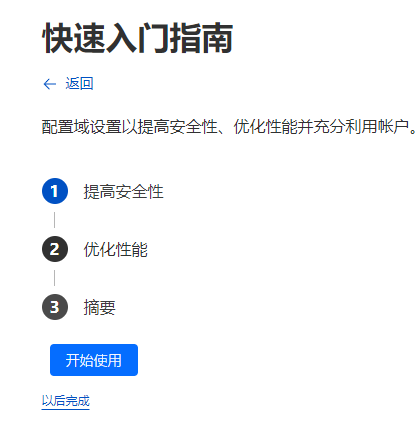 快速入门指南
← 返回
配置域设置以提高安全性、优化性能并充分利用帐户。
1 提高安全性
2 优化性能
3 摘要
开始使用
以后完成